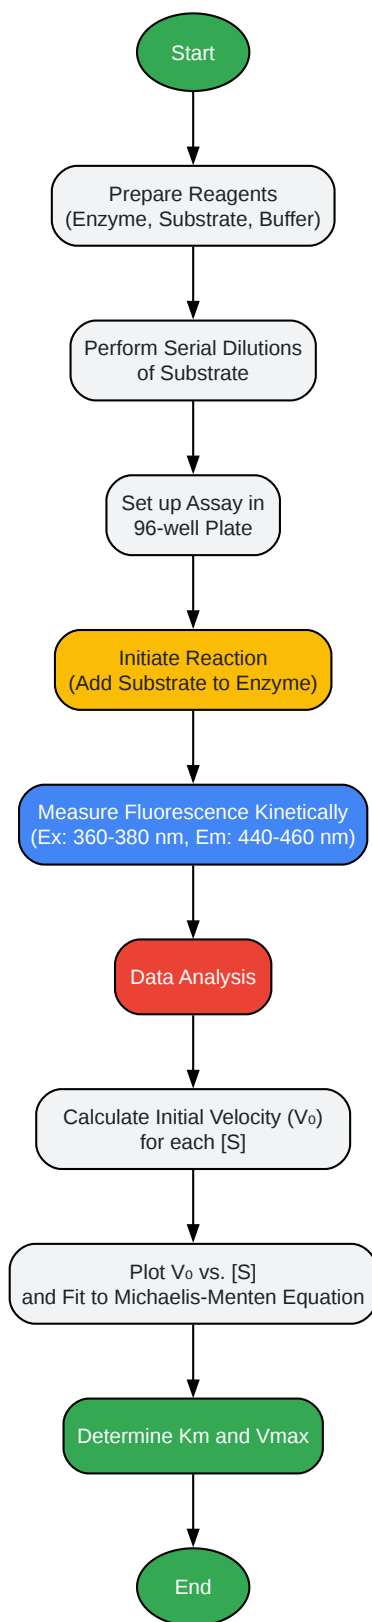 Start
Prepare Reagents
(Enzyme, Substrate, Buffer)
Perform Serial Dilutions
of Substrate
Set up Assay in
96-well Plate
Initiate Reaction
(Add Substrate to Enzyme)
Measure Fluorescence Kinetically
(Ex: 360-380 nm, Em: 440-460 nm)
Data Analysis
Calculate Initial Velocity (V₀)
for each [S]
Plot V₀ vs. [S]
and Fit to Michaelis-Menten Equation
Determine Km and Vmax
End